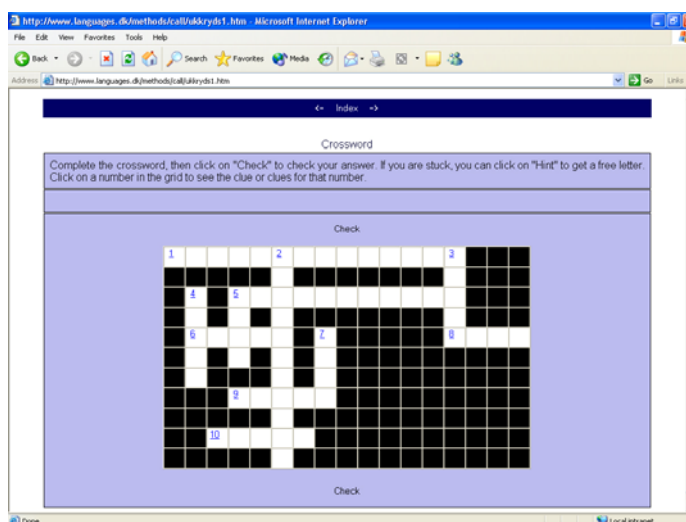 http://www.languages.dk/methods/call/ukkryds1.htm - Microsoft Internet Explorer
File Edit View Favorites Tools Help
Back Search Favorites Media
Address http://www.languages.dk/methods/call/ukkryds1.htm Go Links
<= Index =>
Crossword
Complete the crossword, then click on "Check" to check your answer. If you are stuck, you can click on "Hint" to get a free letter.
Click on a number in the grid to see the clue or clues for that number.
Check
1 2 3
4 5
6 7 8
9
10
Check
Done Local intranet